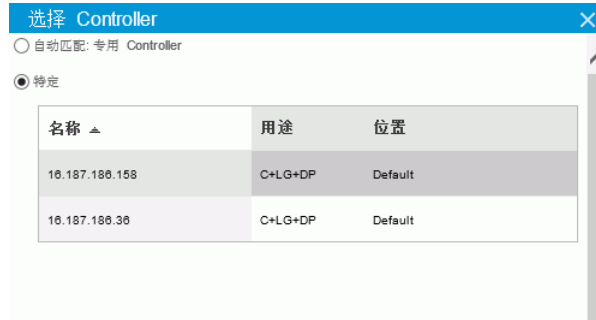 选择 Controller
自动匹配: 专用 Controller
特定
名称 用途 位置
16.187.186.158 C+LG+DP Default
16.187.186.36 C+LG+DP Default